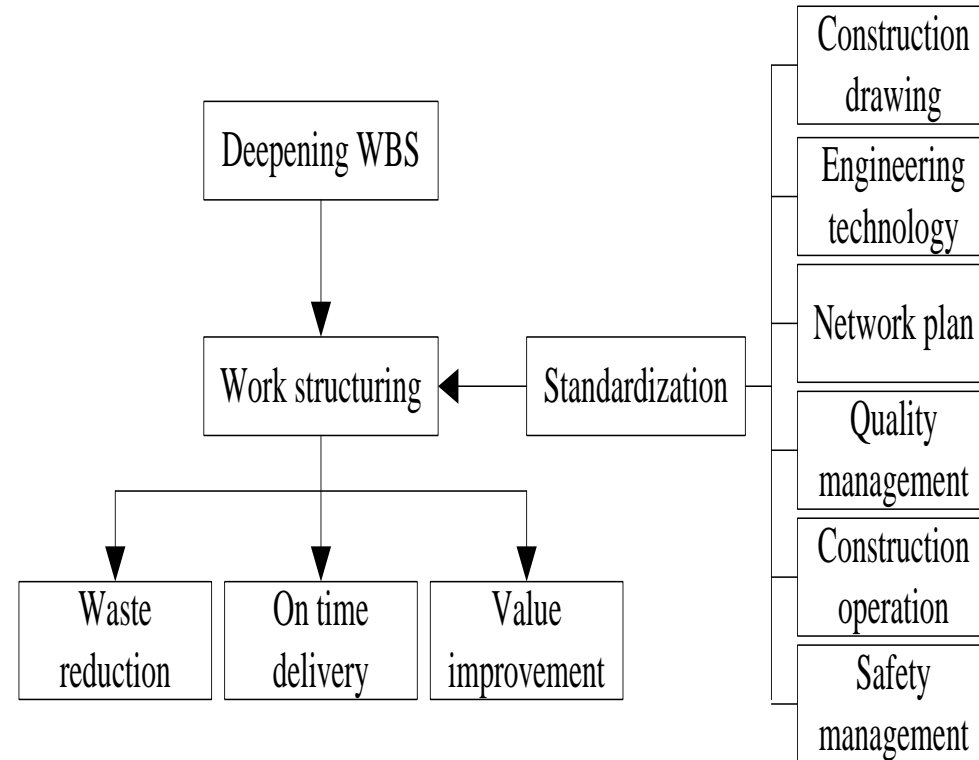 Construction
drawing
Deepening WBS
Engineering
technology
Network plan
Work structuring
Standardization
Quality
management
Construction
operation
Waste
reduction
On time
delivery
Value
improvement
Safety
management